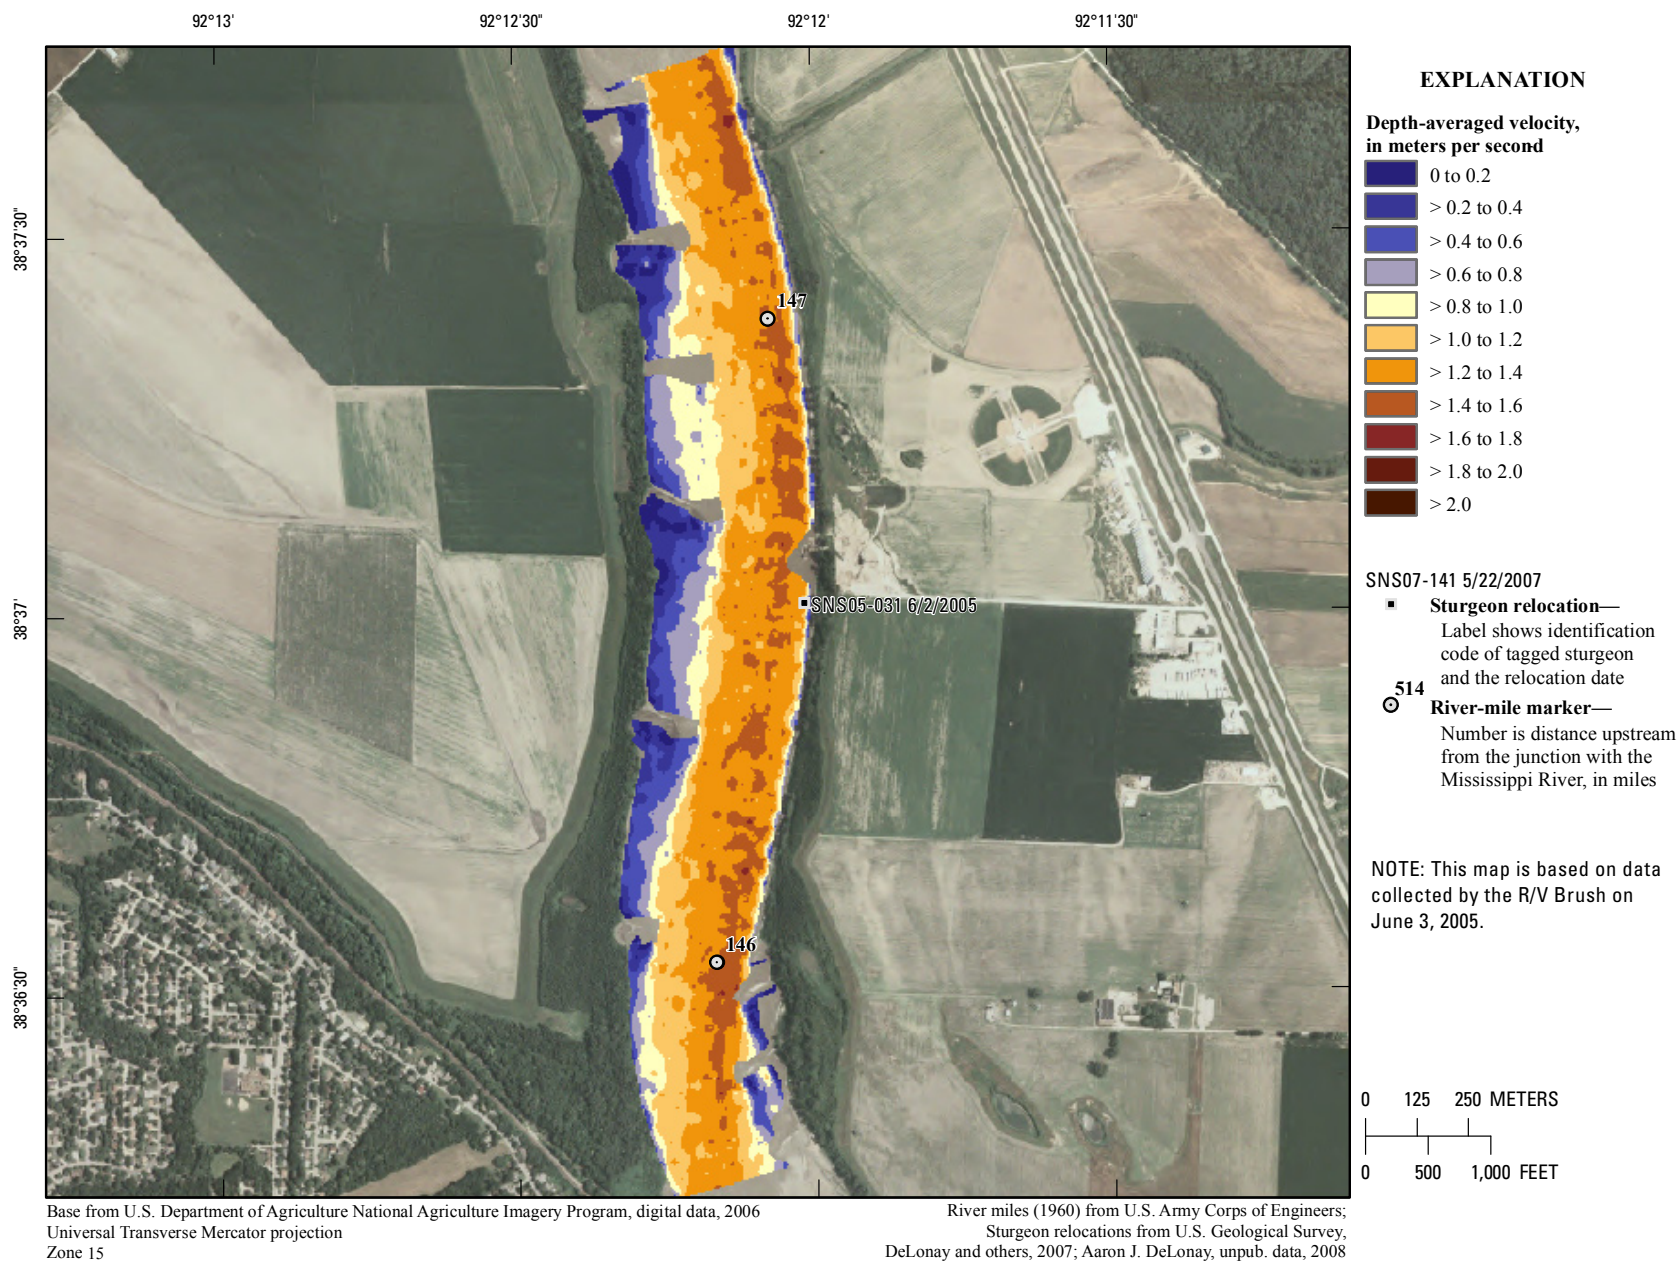 92°13'
92°12'30"
92°12'
92°11'30"
38°37'30"
38°37'
38°36'30"
147
SNS05-031 6/2/2005
146
EXPLANATION
Depth-averaged velocity,
in meters per second
0 to 0.2
> 0.2 to 0.4
> 0.4 to 0.6
> 0.6 to 0.8
> 0.8 to 1.0
> 1.0 to 1.2
> 1.2 to 1.4
> 1.4 to 1.6
> 1.6 to 1.8
> 1.8 to 2.0
> 2.0
SNS07-141 5/22/2007
Sturgeon relocation—
Label shows identification
code of tagged sturgeon
and the relocation date
514
River-mile marker—
Number is distance upstream
from the junction with the
Mississippi River, in miles
NOTE: This map is based on data
collected by the R/V Brush on
June 3, 2005.
0 125 250 METERS
0 500 1,000 FEET
Base from U.S. Department of Agriculture National Agriculture Imagery Program, digital data, 2006
Universal Transverse Mercator projection
Zone 15
River miles (1960) from U.S. Army Corps of Engineers;
Sturgeon relocations from U.S. Geological Survey,
DeLonay and others, 2007; Aaron J. DeLonay, unpub. data, 2008